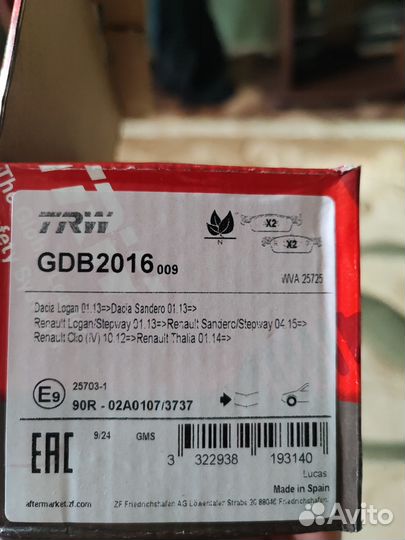 TRW
N
X2
X2
GDB2016 009
WVA 25725
Dacia Logan 01.13=>Dacia Sandero 01.13=>
Renault Logan/Stepway 01.13=>Renault Sandero/Stepway 04.15=>
Renault Clio (IV) 10.12=>Renault Thalia 01.14=>
E9
25703-1
90R - 02A0107/3737
EAC
9/24 GMS
3 322938 193140
Lucas
Made in Spain
aftermarket.zf.com ZF Friedrichshafen AG Löwentaler Strabe 20 88046 Friedrichshafen
Avito